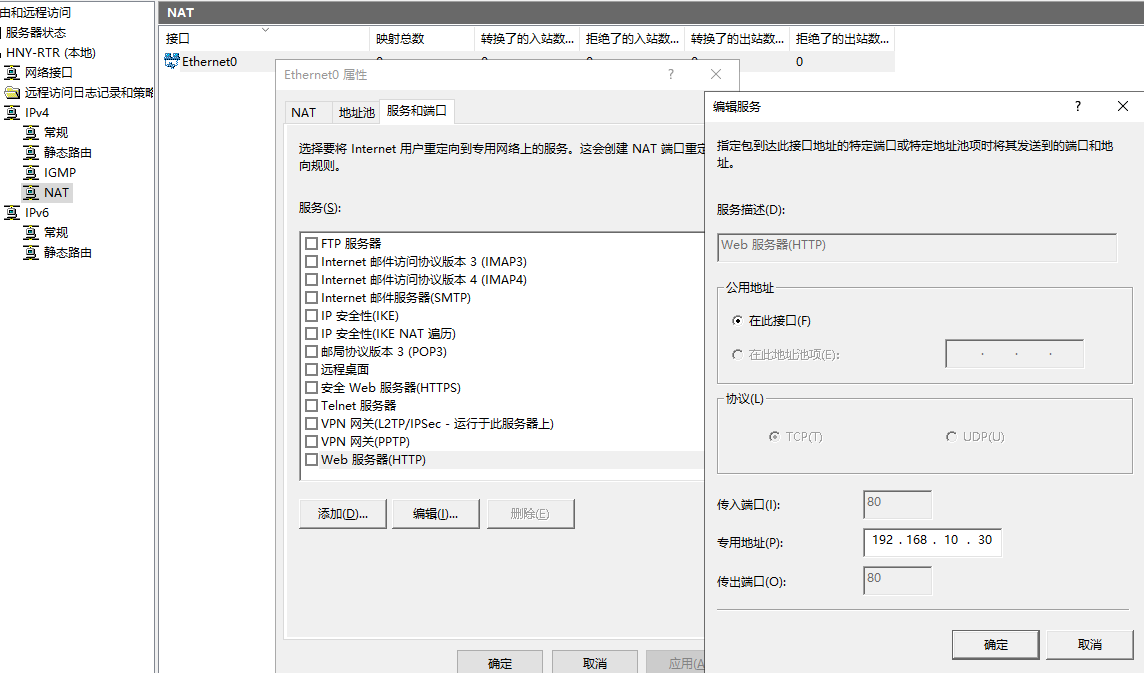 由和远程访问
服务器状态
HNY-RTR (本地)
网络接口
远程访问日志记录和策略
IPv4
常规
静态路由
IGMP
NAT
IPv6
常规
静态路由
NAT
接口 映射总数 转换了的入站数... 拒绝了的入站数... 转换了的出站数... 拒绝了的出站数...
Ethernet0 0
Ethernet0 属性 ?
NAT 地址池 服务和端口
选择要将 Internet 用户重定向到专用网络上的服务。这会创建 NAT 端口重定
向规则。
服务(S):
FTP 服务器
Internet 邮件访问协议版本 3 (IMAP3)
Internet 邮件访问协议版本 4 (IMAP4)
Internet 邮件服务器(SMTP)
IP 安全性(IKE)
IP 安全性(IKE NAT 遍历)
邮局协议版本 3 (POP3)
远程桌面
安全 Web 服务器(HTTPS)
Telnet 服务器
VPN 网关(L2TP/IPSec - 运行于此服务器上)
VPN 网关(PPTP)
Web 服务器(HTTP)
添加(D)... 编辑(I)... 删除(E)
确定 取消 应用(A
编辑服务 ?
指定包到达此接口地址的特定端口或特定地址池项时将其发送到的端口和地
址。
服务描述(D):
Web 服务器(HTTP)
公用地址
在此接口(F)
在此地址池项(E): . . .
协议(L)
TCP(T) UDP(U)
传入端口(I): 80
专用地址(P): 192 . 168 . 10 . 30
传出端口(O): 80
确定 取消